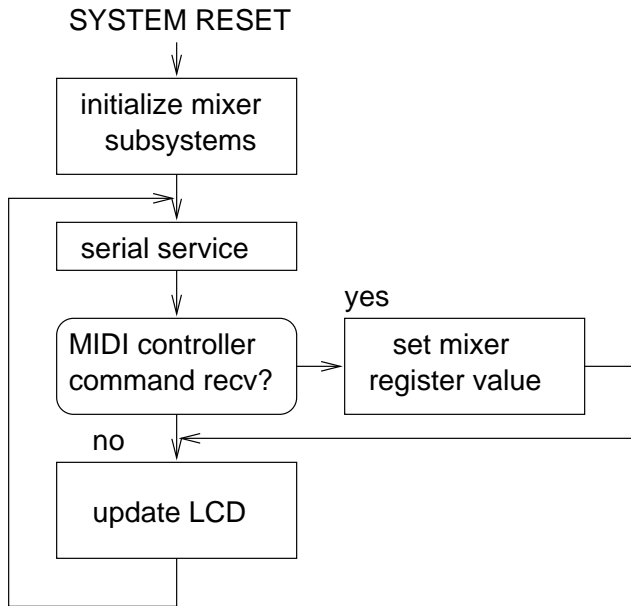 SYSTEM RESET
initialize mixer
subsystems
serial service
yes
MIDI controller
command recv?
set mixer
register value
no
update LCD